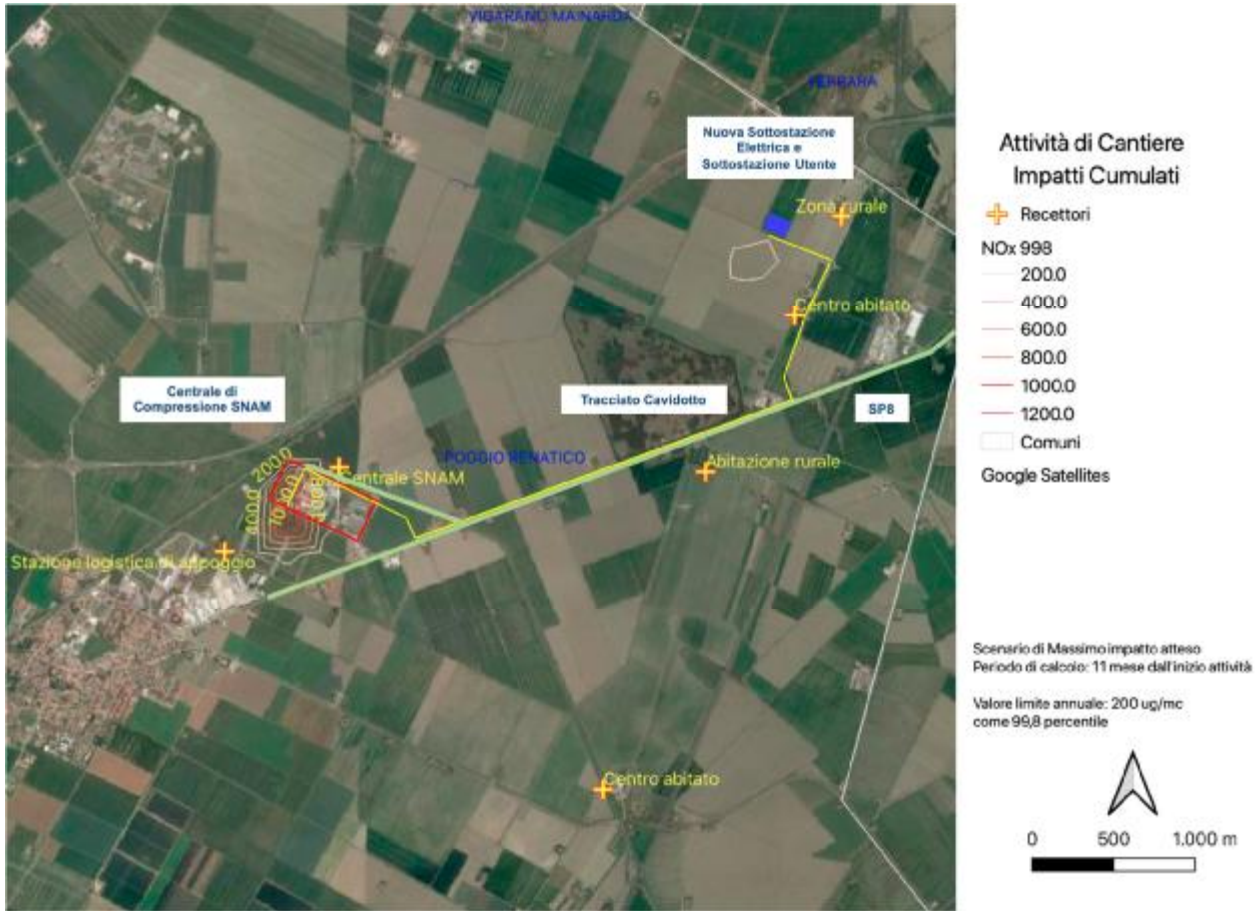 VIGARANO MAINARDA
FERRARA
Nuova Sottostazione
Elettrica e
Sottostazione Utente
Zona rurale
Centro abitato
Centrale di
Compressione SNAM
Tracciato Cavidotto
SP8
POGGIO RENATICO
Abitazione rurale
200.0
Centrale SNAM
Stazione logistica di appoggio
Centro abitato
Attività di Cantiere
Impatti Cumulati
Recettori
NOx 998
200.0
400.0
600.0
800.0
1000.0
1200.0
Comuni
Google Satellites
Scenario di Massimo impatto atteso
Periodo di calcolo: 11 mese dall'inizio attività
Valore limite annuale: 200 ug/mc
come 99,8 percentile
0 500 1.000 m